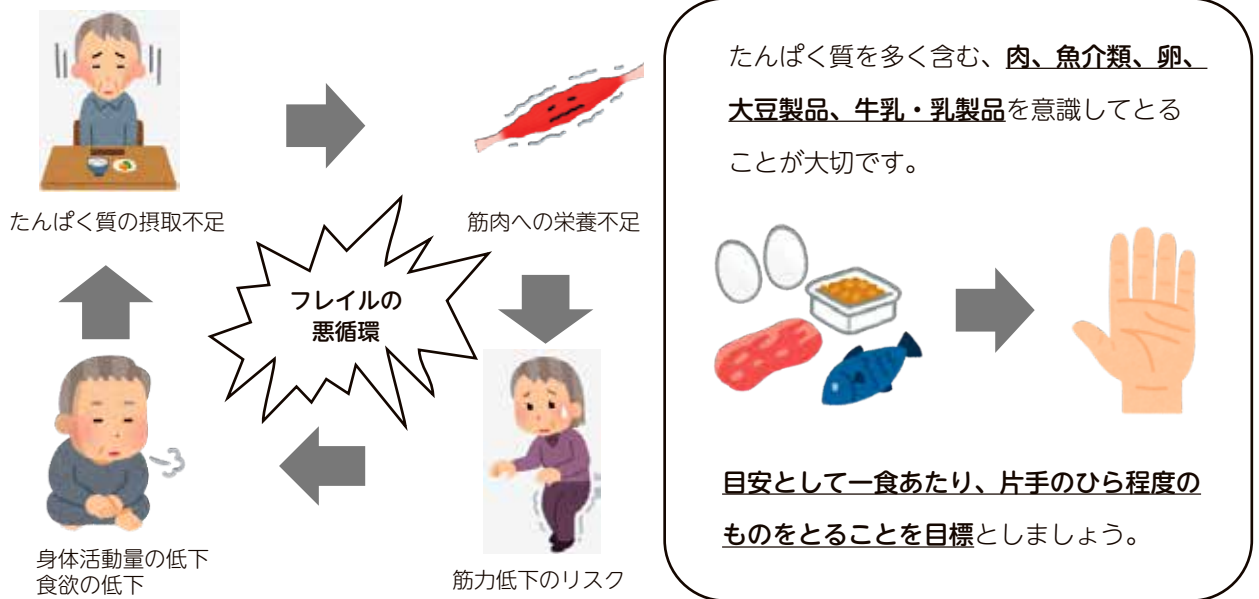 たんぱく質の摂取不足
筋肉への栄養不足
フレイルの
悪循環
筋力低下のリスク
身体活動量の低下
食欲の低下
たんぱく質を多く含む、肉、魚介類、卵、
大豆製品、牛乳・乳製品を意識してとる
ことが大切です。
目安として一食あたり、片手のひら程度の
ものをとることを目標としましょう。